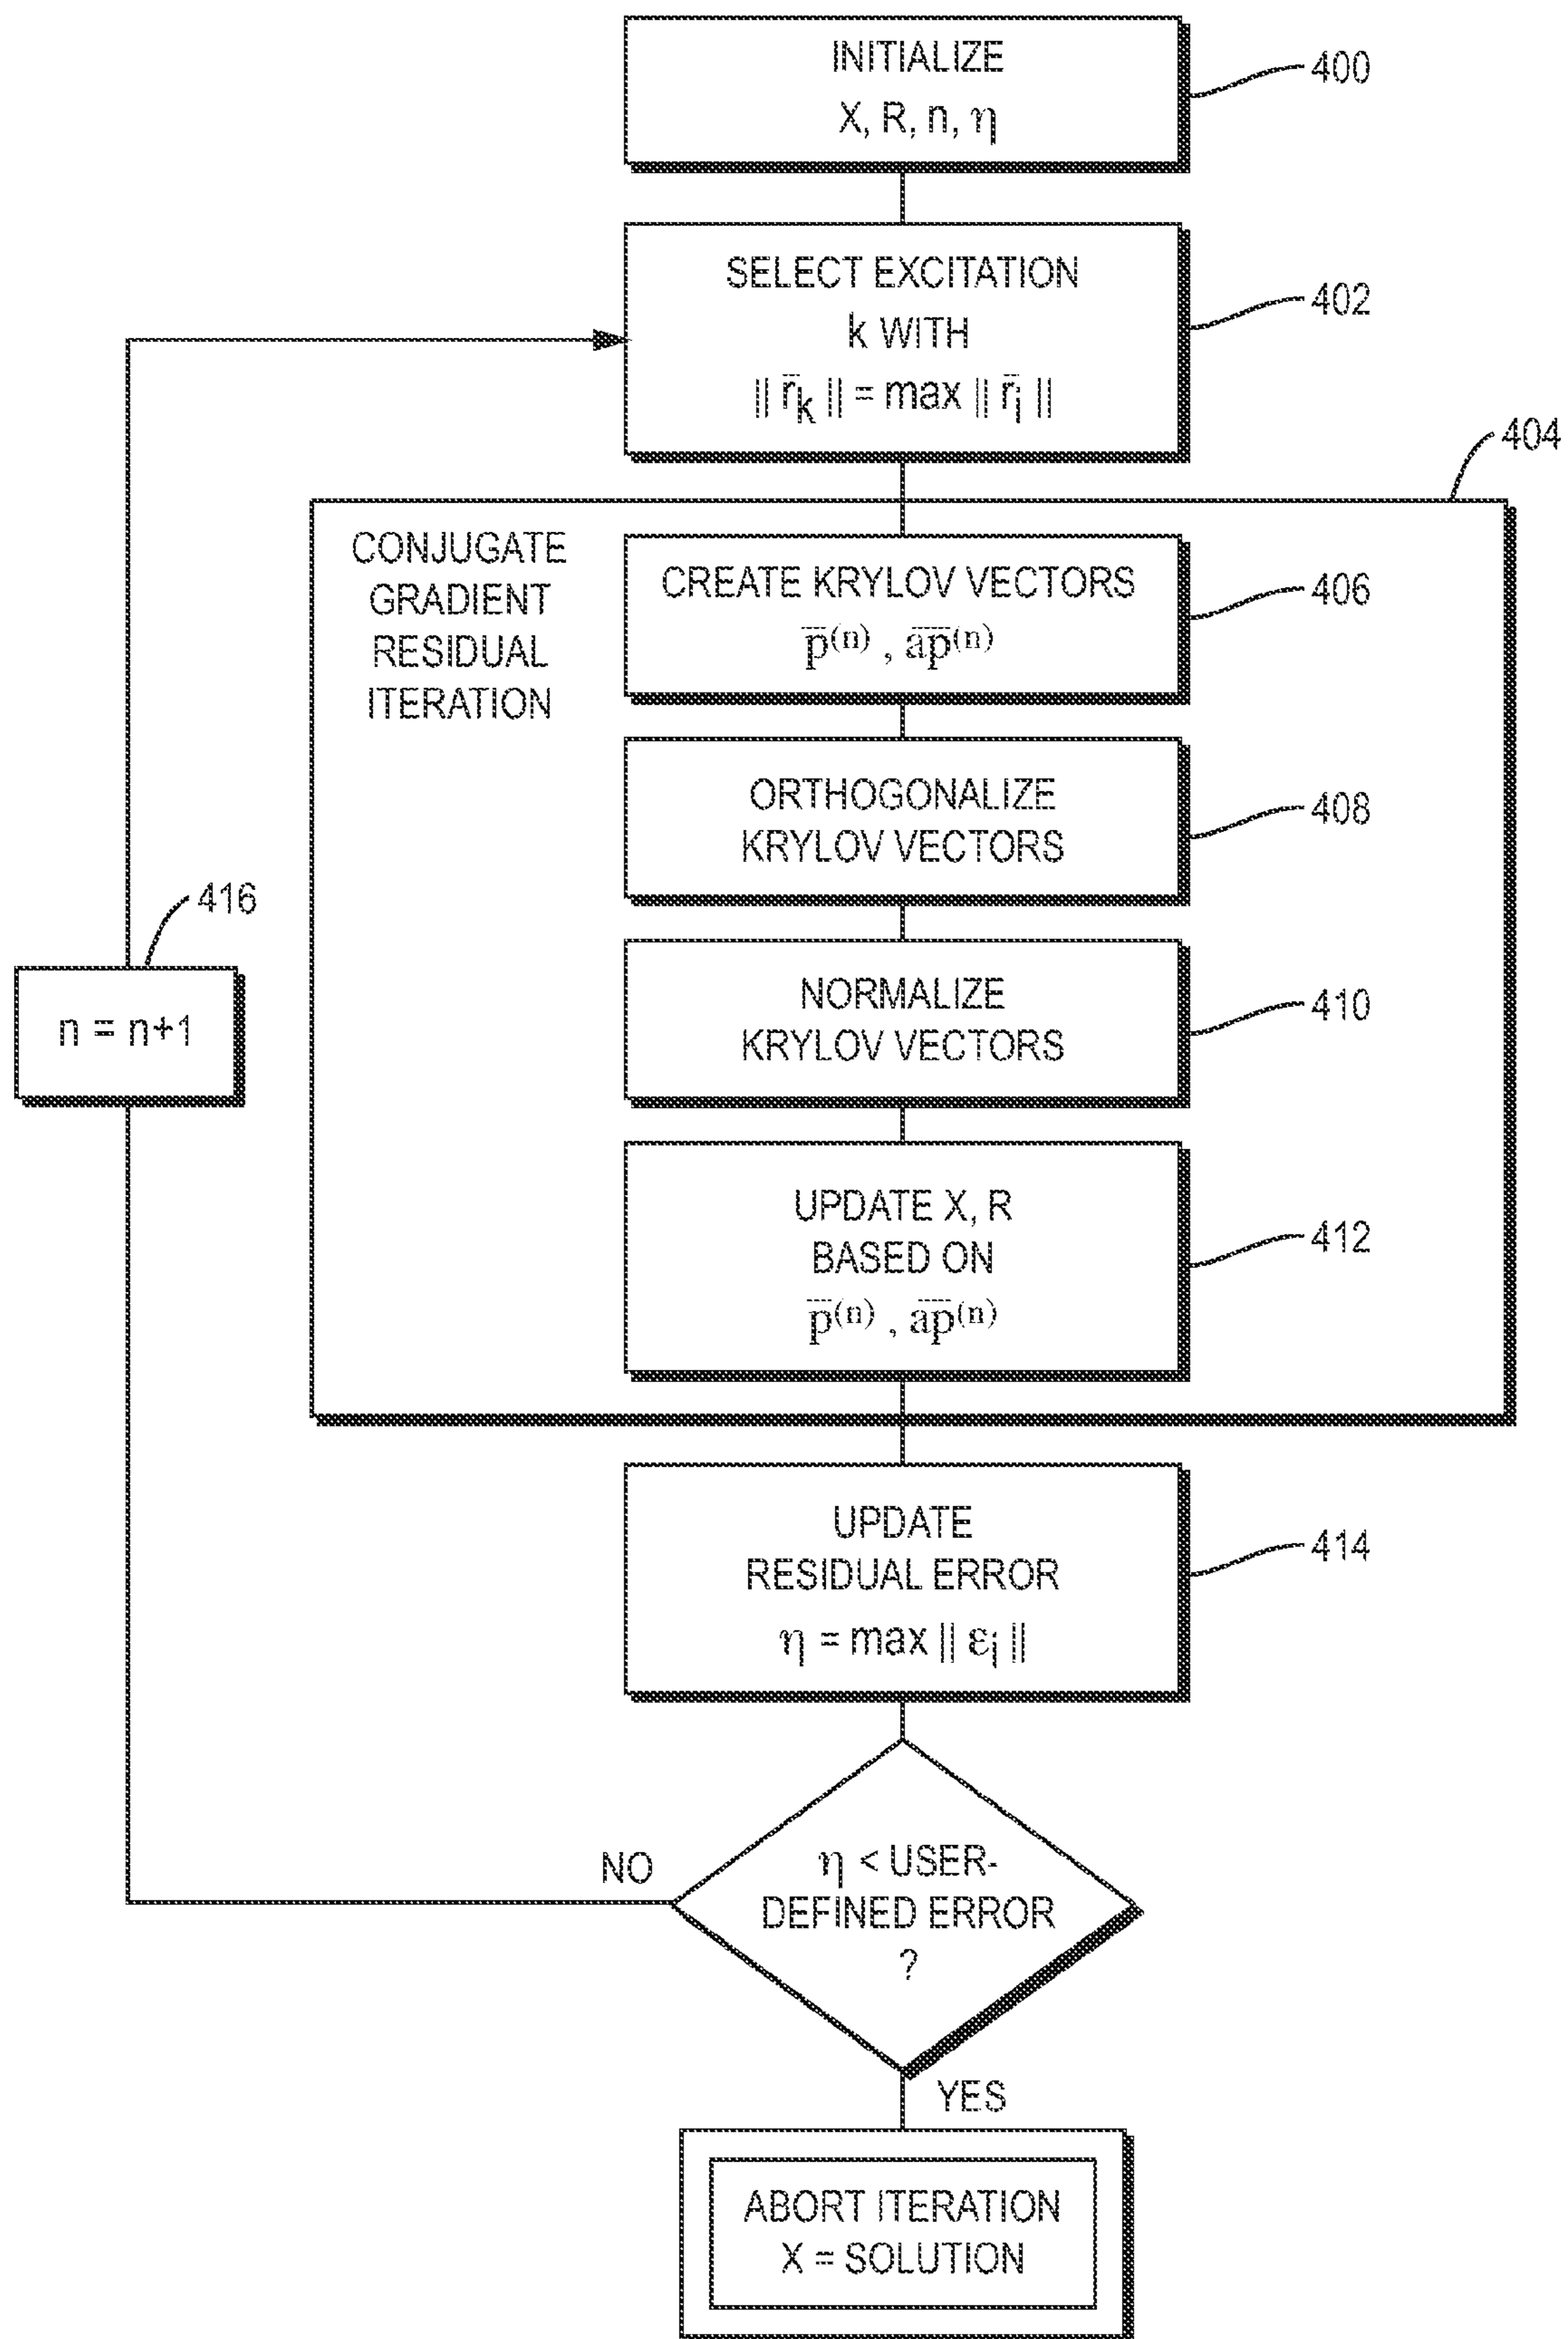 INITIALIZE
X, R, n, η
400
SELECT EXCITATION
k WITH
|| r̄k || = max || r̄i ||
402
404
CONJUGATE
GRADIENT
RESIDUAL
ITERATION
CREATE KRYLOV VECTORS
p̄(n) , a̅p̅(n)
406
ORTHOGONALIZE
KRYLOV VECTORS
408
416
n = n+1
NORMALIZE
KRYLOV VECTORS
410
UPDATE X, R
BASED ON
p̄(n) , a̅p̅(n)
412
UPDATE
RESIDUAL ERROR
η = max || εi ||
414
NO
η < USER-
DEFINED ERROR
?
YES
ABORT ITERATION
X = SOLUTION